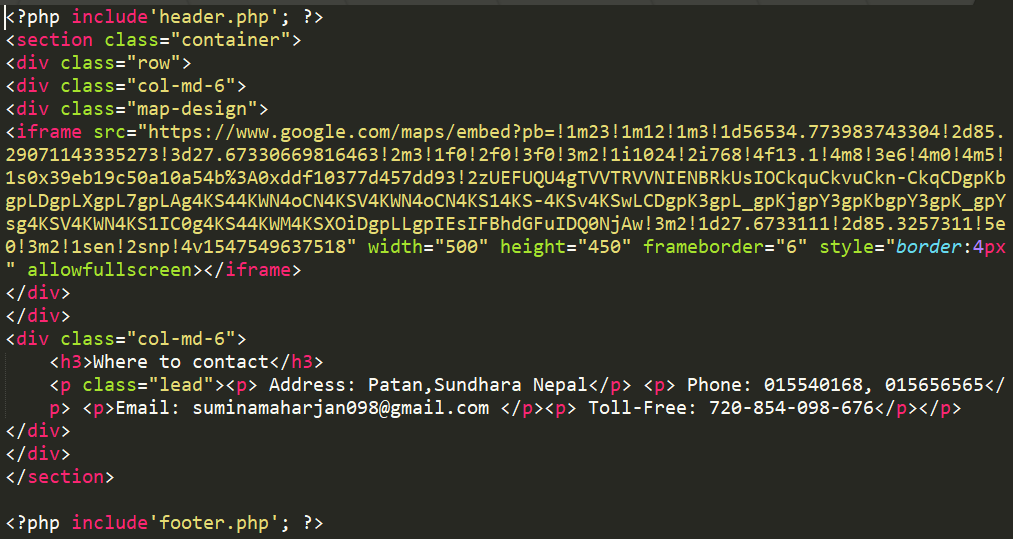 <?php include'header.php'; ?>
<section class="container">
<div class="row">
<div class="col-md-6">
<div class="map-design">
<iframe src="https://www.google.com/maps/embed?pb=!1m23!1m12!1m3!1d56534.773983743304!2d85.
29071143335273!3d27.67330669816463!2m3!1f0!2f0!3f0!3m2!1i1024!2i768!4f13.1!4m8!3e6!4m0!4m5!
1s0x39eb19c50a10a54b%3A0xddf10377d457dd93!2zUEFUQU4gTVVTRVVNIENBRkUsIOCkquCkvuCkn-CkqCDgpKb
gpLDgpLXgpL7gpLAg4KS44KWN4oCN4KSV4KWN4oCN4KS14KS-4KSv4KSwLCDgpK3gpL_gpKjgpY3gpKbgpY3gpK_gpY
sg4KSV4KWN4KS1IC0g4KS44KWM4KSXOiDgpLLgpIEsIFBhdGFuIDQ0NjAw!3m2!1d27.6733111!2d85.3257311!5e
0!3m2!1sen!2snp!4v1547549637518" width="500" height="450" frameborder="6" style="border:4px
" allowfullscreen></iframe>
</div>
</div>
<div class="col-md-6">
<h3>Where to contact</h3>
<p class="lead"><p> Address: Patan,Sundhara Nepal</p> <p> Phone: 015540168, 015656565</
p> <p>Email: suminamaharjan098@gmail.com </p><p> Toll-Free: 720-854-098-676</p></p>
</div>
</div>
</section>
<?php include'footer.php'; ?>